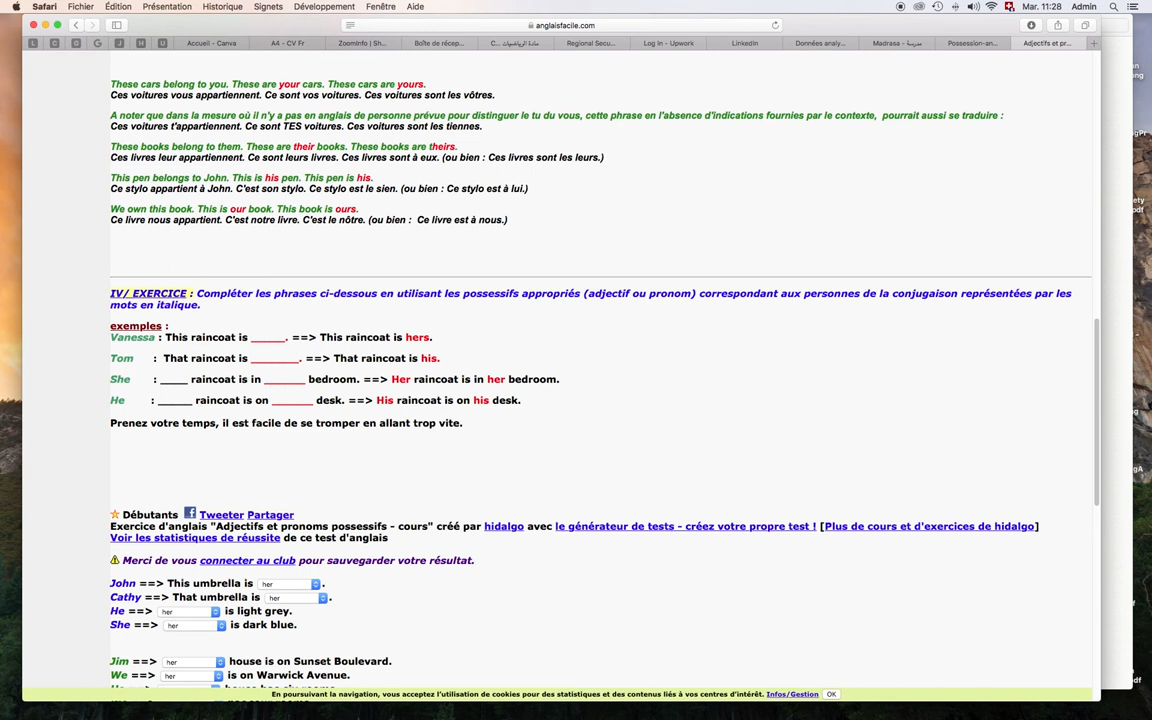 Safari Fichier Édition Présentation Historique Signets Développement Fenêtre Aide Mar. 11:28 Admin
anglaisfacile.com
L C G G J H U Accueil - Canva A4 - CV Fr ZoomInfo | Sh... Boîte de récep... مادة الرياضيات ...C Regional Secu... Log In - Upwork LinkedIn Données analy... Madrasa - مدرسة Possession-an... Adjectifs et pr...
These cars belong to you. These are your cars. These cars are yours.
Ces voitures vous appartiennent. Ce sont vos voitures. Ces voitures sont les vôtres.
A noter que dans la mesure où il n'y a pas en anglais de personne prévue pour distinguer le tu du vous, cette phrase en l'absence d'indications fournies par le contexte, pourrait aussi se traduire :
Ces voitures t'appartiennent. Ce sont TES voitures. Ces voitures sont les tiennes.
These books belong to them. These are their books. These books are theirs.
Ces livres leur appartiennent. Ce sont leurs livres. Ces livres sont à eux. (ou bien : Ces livres sont les leurs.)
This pen belongs to John. This is his pen. This pen is his.
Ce stylo appartient à John. C'est son stylo. Ce stylo est le sien. (ou bien : Ce stylo est à lui.)
We own this book. This is our book. This book is ours.
Ce livre nous appartient. C'est notre livre. C'est le nôtre. (ou bien : Ce livre est à nous.)
IV/ EXERCICE : Compléter les phrases ci-dessous en utilisant les possessifs appropriés (adjectif ou pronom) correspondant aux personnes de la conjugaison représentées par les
mots en italique.
exemples :
Vanessa : This raincoat is ______. ==> This raincoat is hers.
Tom : That raincoat is ________. ==> That raincoat is his.
She : _____ raincoat is in _______ bedroom. ==> Her raincoat is in her bedroom.
He : ______ raincoat is on _______ desk. ==> His raincoat is on his desk.
Prenez votre temps, il est facile de se tromper en allant trop vite.
Débutants Tweeter Partager
Exercice d'anglais "Adjectifs et pronoms possessifs - cours" créé par hidalgo avec le générateur de tests - créez votre propre test ! [Plus de cours et d'exercices de hidalgo]
Voir les statistiques de réussite de ce test d'anglais
Merci de vous connecter au club pour sauvegarder votre résultat.
John ==> This umbrella is her .
Cathy ==> That umbrella is her .
He ==> her is light grey.
She ==> her is dark blue.
Jim ==> her house is on Sunset Boulevard.
We ==> her is on Warwick Avenue.
En poursuivant la navigation, vous acceptez l'utilisation de cookies pour des statistiques et des contenus liés à vos centres d'intérêt. Infos/Gestion OK